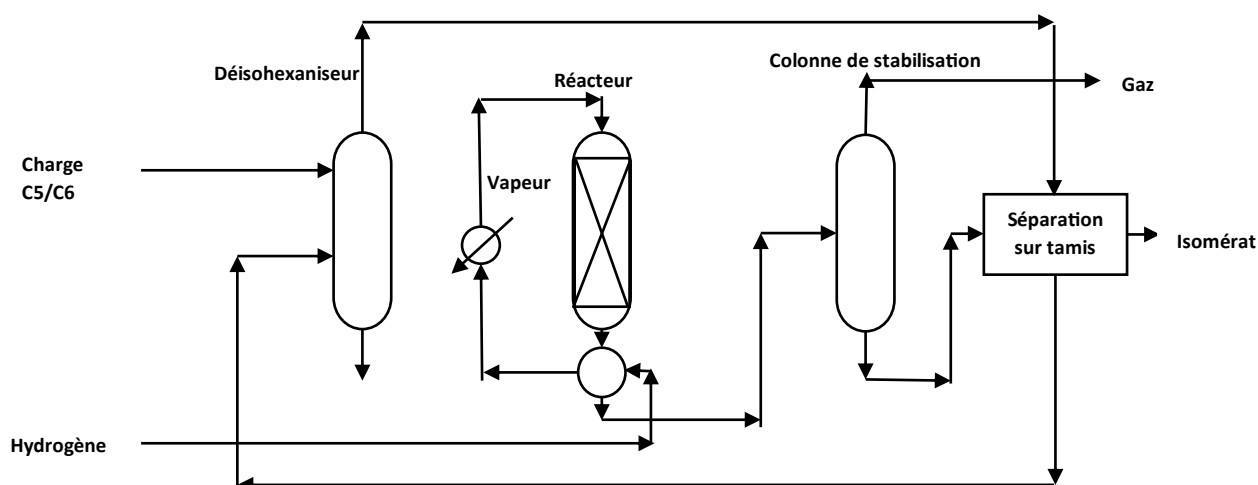 Déisohexaniseur
Réacteur
Colonne de stabilisation
Gaz
Charge
C5/C6
Vapeur
Séparation
sur tamis
Isomérat
Hydrogène